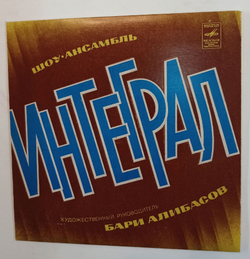 ШОУ-АНСАМБЛЬ
ИНТЕГРАЛ
ХУДОЖЕСТВЕННЫЙ РУКОВОДИТЕЛЬ
БАРИ АЛИБАСОВ